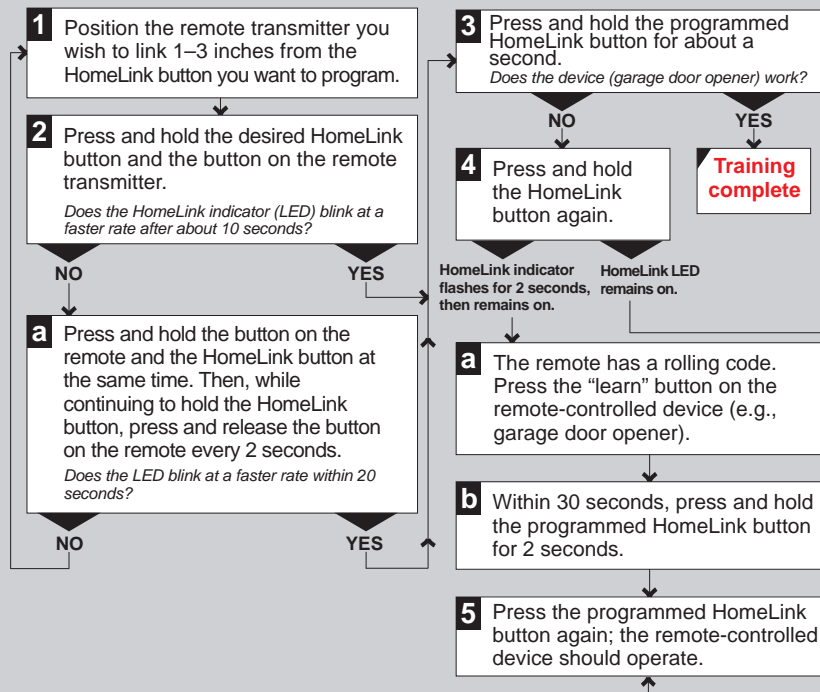 1
Position the remote transmitter you
wish to link 1–3 inches from the
HomeLink button you want to program.
2
Press and hold the desired HomeLink
button and the button on the remote
transmitter.
Does the HomeLink indicator (LED) blink at a
faster rate after about 10 seconds?
NO
YES
a
Press and hold the button on the
remote and the HomeLink button at
the same time. Then, while
continuing to hold the HomeLink
button, press and release the button
on the remote every 2 seconds.
Does the LED blink at a faster rate within 20
seconds?
NO
YES
3
Press and hold the programmed
HomeLink button for about a
second.
Does the device (garage door opener) work?
NO
YES
4
Press and hold
the HomeLink
button again.
Training
complete
HomeLink indicator
flashes for 2 seconds,
then remains on.
HomeLink LED
remains on.
a
The remote has a rolling code.
Press the “learn” button on the
remote-controlled device (e.g.,
garage door opener).
b
Within 30 seconds, press and hold
the programmed HomeLink button
for 2 seconds.
5
Press the programmed HomeLink
button again; the remote-controlled
device should operate.